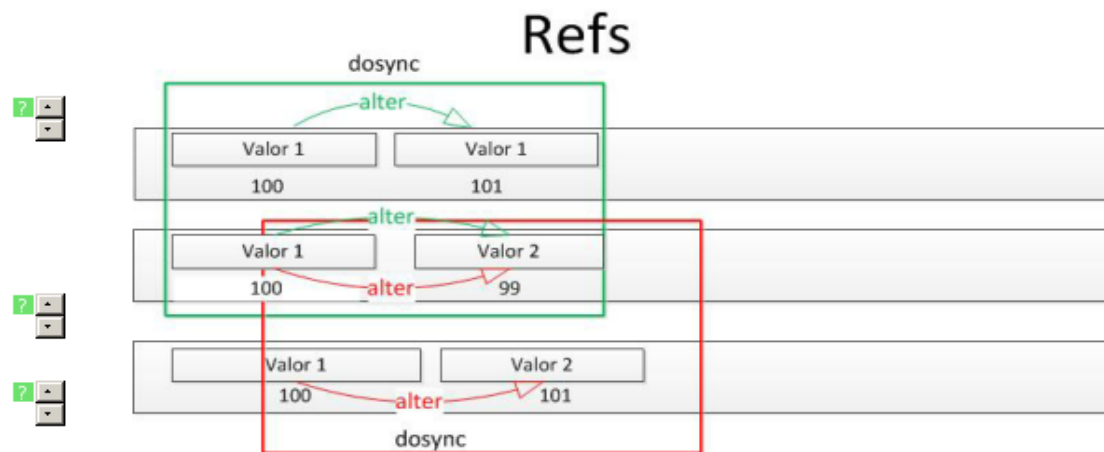 Refs
dosync
?
alter
Valor 1 Valor 1
100 101
alter
Valor 1 Valor 2
100 alter 99
?
Valor 1 Valor 2
?
100 alter 101
dosync